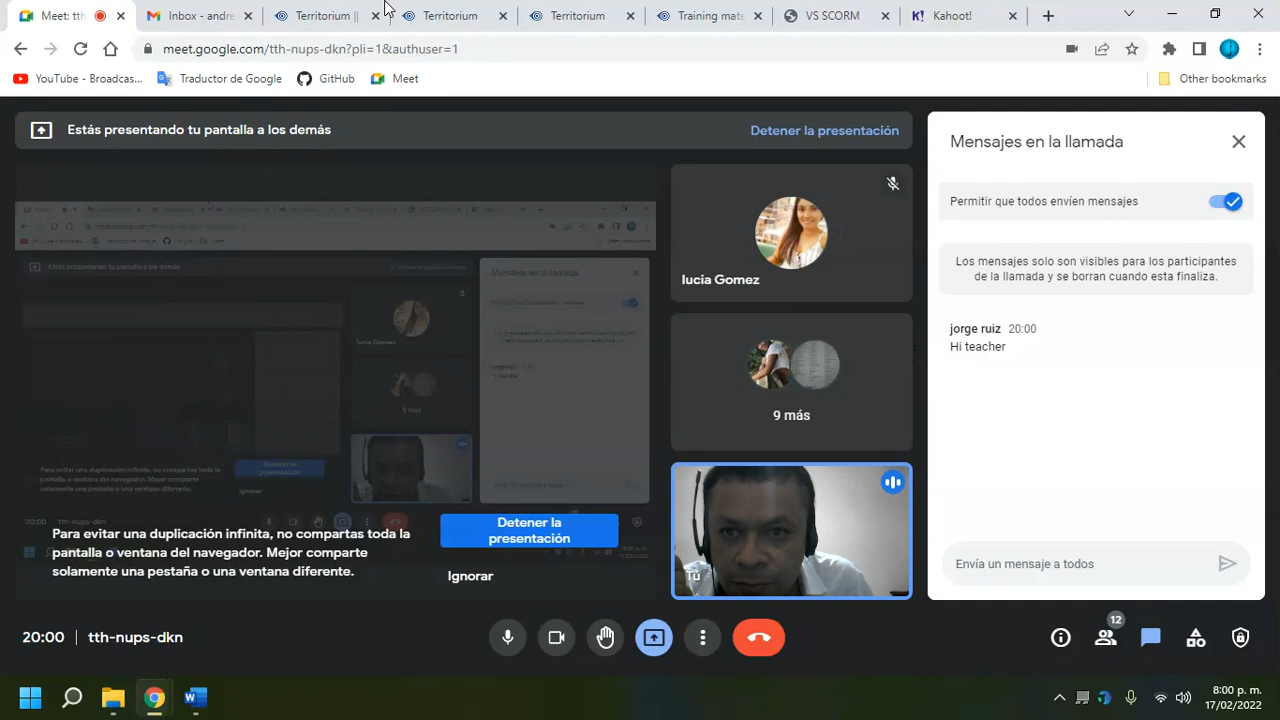 Meet: tth
Inbox - andre
Territorium ||
Territorium
Territorium
Training mate
VS SCORM
Kahoot!
meet.google.com/tth-nups-dkn?pli=1&authuser=1
YouTube - Broadcas...
Traductor de Google
GitHub
Meet
Other bookmarks
Estás presentando tu pantalla a los demás
Detener la presentación
Mensajes en la llamada
Permitir que todos envíen mensajes
Los mensajes solo son visibles para los participantes
de la llamada y se borran cuando esta finaliza.
jorge ruiz 20:00
Hi teacher
lucia Gomez
9 más
Tú
Para evitar una duplicación infinita, no compartas toda la
pantalla o ventana del navegador. Mejor comparte
solamente una pestaña o una ventana diferente.
Detener la
presentación
Ignorar
Envía un mensaje a todos
20:00 | tth-nups-dkn
12
8:00 p. m.
17/02/2022